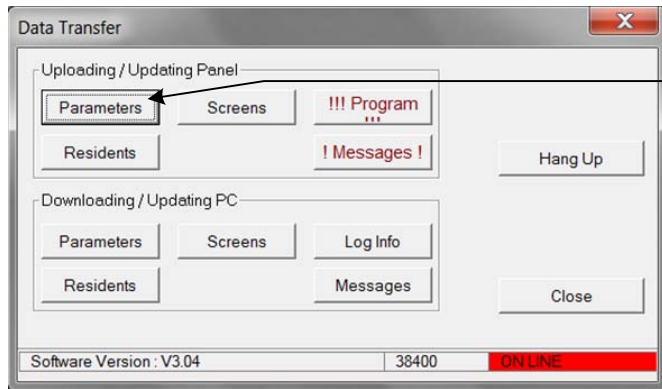 Data Transfer
X
Uploading / Updating Panel
Parameters
Screens
!!! Program
!!!
Residents
! Messages !
Hang Up
Downloading / Updating PC
Parameters
Screens
Log Info
Residents
Messages
Close
Software Version : V3.04
38400
ON LINE